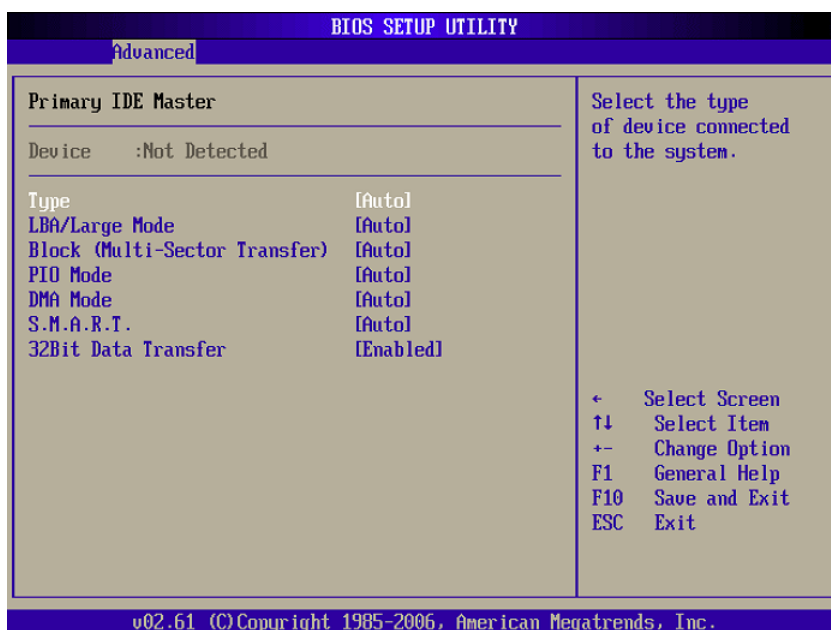 BIOS SETUP UTILITY
Advanced
Primary IDE Master
Device :Not Detected
Type [Auto]
LBA/Large Mode [Auto]
Block (Multi-Sector Transfer) [Auto]
PIO Mode [Auto]
DMA Mode [Auto]
S.M.A.R.T. [Auto]
32Bit Data Transfer [Enabled]
Select the type
of device connected
to the system.
← Select Screen
↑↓ Select Item
+- Change Option
F1 General Help
F10 Save and Exit
ESC Exit
v02.61 (C)Copyright 1985-2006, American Megatrends, Inc.